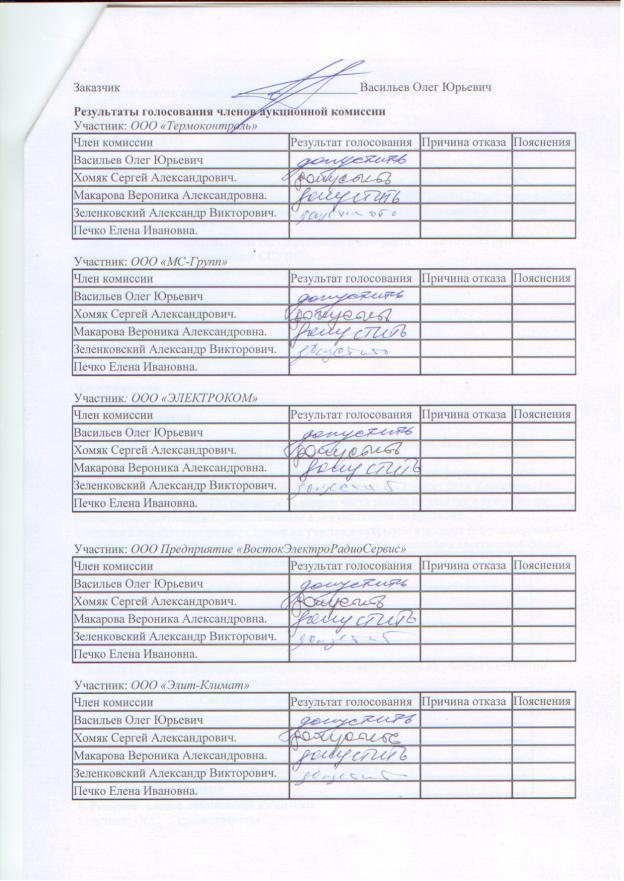 Заказчик Васильев Олег Юрьевич
Результаты голосования членов аукционной комиссии
Участник: ООО «Термоконтроль»
Член комиссии Результат голосования Причина отказа Пояснения
Васильев Олег Юрьевич допустить
Хомяк Сергей Александрович. допустить
Макарова Вероника Александровна. допустить
Зеленковский Александр Викторович.
Печко Елена Ивановна.
Участник: ООО «МС-Групп»
Член комиссии Результат голосования Причина отказа Пояснения
Васильев Олег Юрьевич допустить
Хомяк Сергей Александрович. допустить
Макарова Вероника Александровна. допустить
Зеленковский Александр Викторович. допустить
Печко Елена Ивановна.
Участник: ООО «ЭЛЕКТРОКОМ»
Член комиссии Результат голосования Причина отказа Пояснения
Васильев Олег Юрьевич допустить
Хомяк Сергей Александрович. допустить
Макарова Вероника Александровна. допустить
Зеленковский Александр Викторович.
Печко Елена Ивановна.
Участник: ООО Предприятие «ВостокЭлектроРадиоСервис»
Член комиссии Результат голосования Причина отказа Пояснения
Васильев Олег Юрьевич допустить
Хомяк Сергей Александрович. допустить
Макарова Вероника Александровна. допустить
Зеленковский Александр Викторович.
Печко Елена Ивановна.
Участник: ООО «Элит-Климат»
Член комиссии Результат голосования Причина отказа Пояснения
Васильев Олег Юрьевич допустить
Хомяк Сергей Александрович. допустить
Макарова Вероника Александровна. допустить
Зеленковский Александр Викторович.
Печко Елена Ивановна.